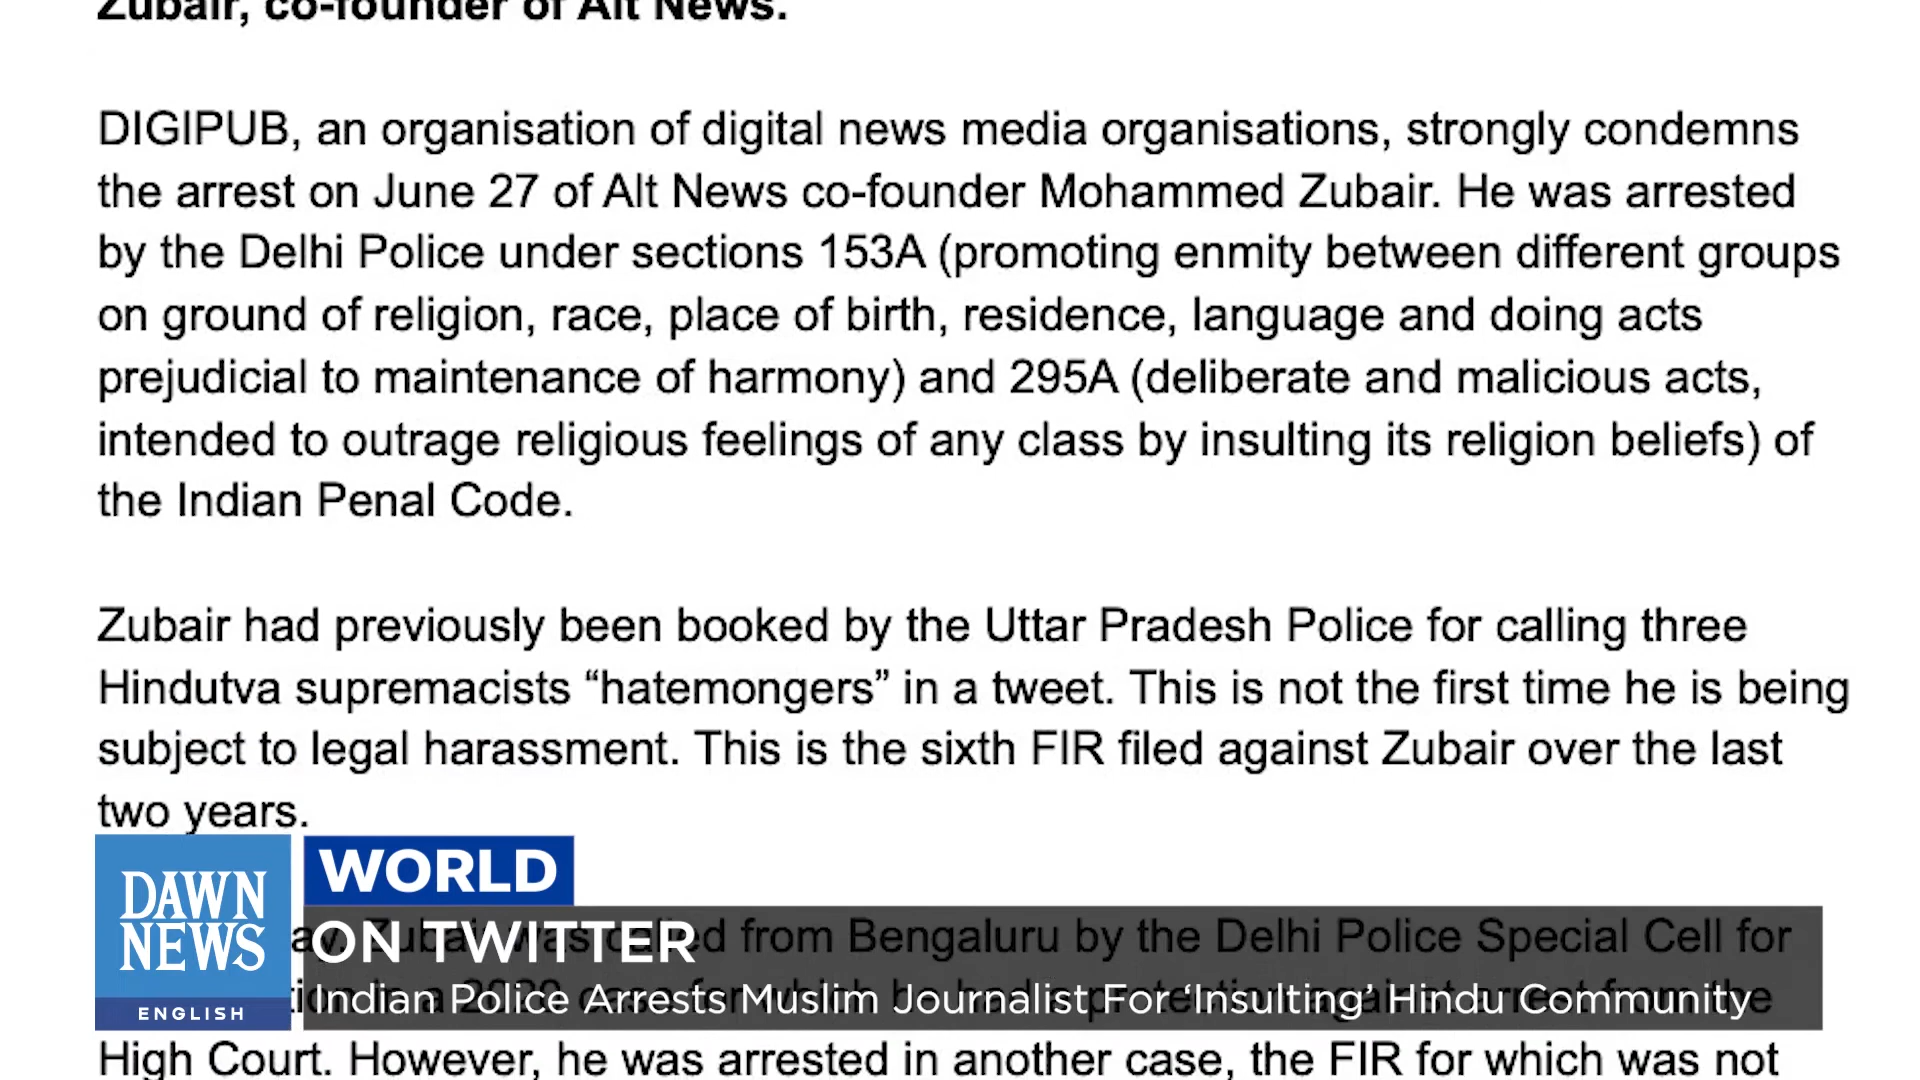 Zubair, co-founder of Alt News.
DIGIPUB, an organisation of digital news media organisations, strongly condemns
the arrest on June 27 of Alt News co-founder Mohammed Zubair. He was arrested
by the Delhi Police under sections 153A (promoting enmity between different groups
on ground of religion, race, place of birth, residence, language and doing acts
prejudicial to maintenance of harmony) and 295A (deliberate and malicious acts,
intended to outrage religious feelings of any class by insulting its religion beliefs) of
the Indian Penal Code.
Zubair had previously been booked by the Uttar Pradesh Police for calling three
Hindutva supremacists “hatemongers” in a tweet. This is not the first time he is being
subject to legal harassment. This is the sixth FIR filed against Zubair over the last
two years.
DAWN
NEWS
ENGLISH
WORLD
ON TWITTER
Indian Police Arrests Muslim Journalist For ‘Insulting’ Hindu Community
from Bengaluru by the Delhi Police Special Cell for
High Court. However, he was arrested in another case, the FIR for which was not